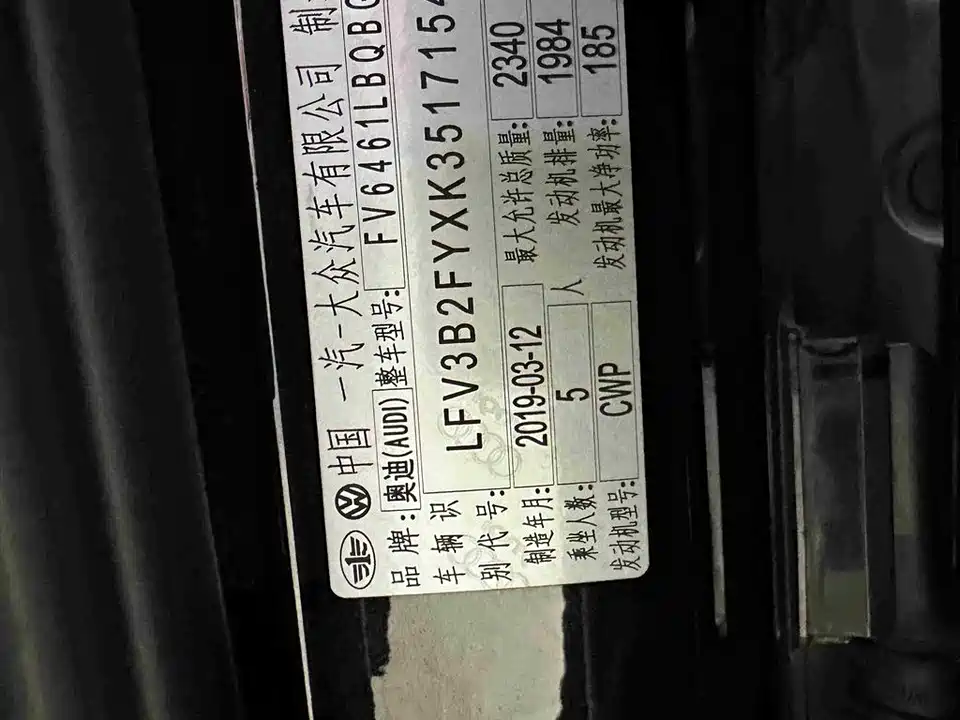 中国 一汽-大众汽车有限公司 制
品牌: 奥迪(AUDI) 整车型号: FV6461LBQBG
车辆识别代号: LFV3B2FYXK3517154
制造年月: 2019-03-12 最大允许总质量: 2340
乘坐人数: 5 人 发动机排量: 1984
发动机型号: CWP 发动机最大净功率: 185